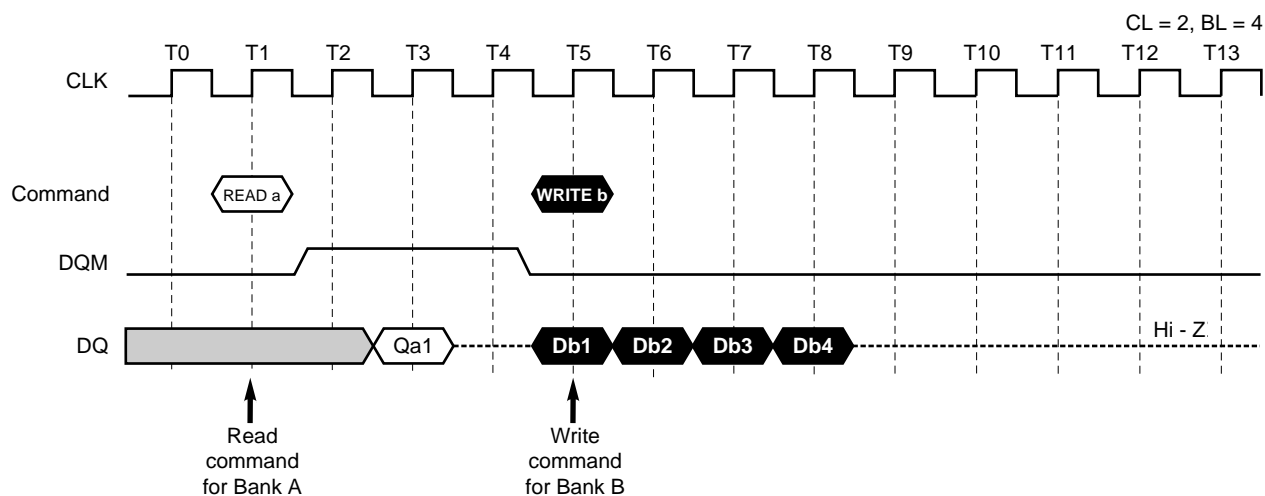 CL = 2, BL = 4
T0 T1 T2 T3 T4 T5 T6 T7 T8 T9 T10 T11 T12 T13
CLK
Command READ a WRITE b
DQM
DQ Qa1 Db1 Db2 Db3 Db4 Hi - Z
Read
command
for Bank A
Write
command
for Bank B